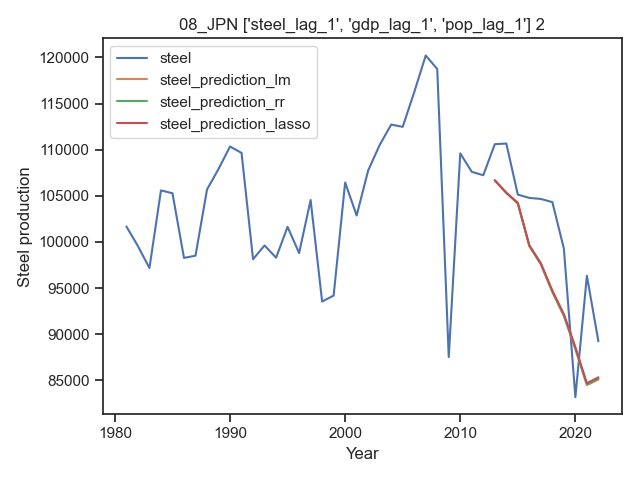 08_JPN ['steel_lag_1', 'gdp_lag_1', 'pop_lag_1'] 2
steel
steel_prediction_lm
steel_prediction_rr
steel_prediction_lasso
Steel production
120000
115000
110000
105000
100000
95000
90000
85000
1980
1990
2000
2010
2020
Year